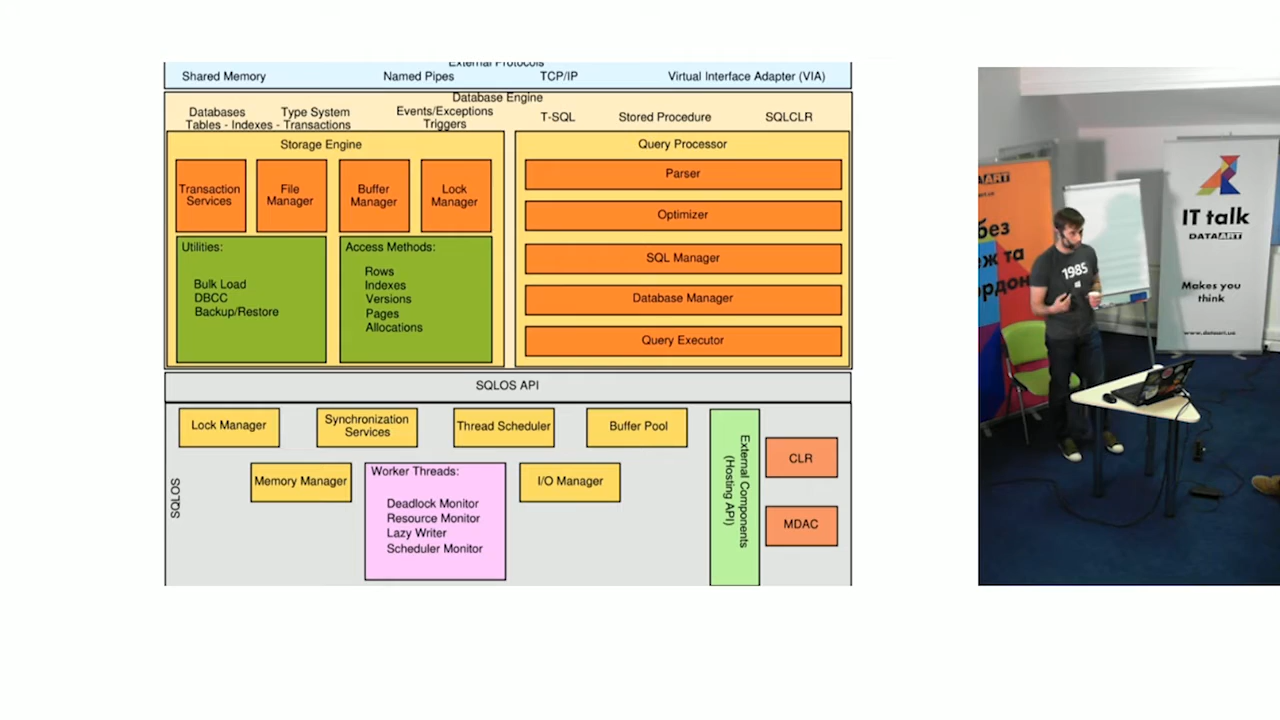 External Protocols
Shared Memory
Named Pipes
TCP/IP
Virtual Interface Adapter (VIA)
Database Engine
Databases
Type System
Tables - Indexes - Transactions
Events/Exceptions
Triggers
T-SQL
Stored Procedure
SQLCLR
Storage Engine
Transaction
Services
File
Manager
Buffer
Manager
Lock
Manager
Utilities:
Bulk Load
DBCC
Backup/Restore
Access Methods:
Rows
Indexes
Versions
Pages
Allocations
Query Processor
Parser
Optimizer
SQL Manager
Database Manager
Query Executor
SQLOS API
SQLOS
Lock Manager
Synchronization
Services
Thread Scheduler
Buffer Pool
Memory Manager
Worker Threads:
Deadlock Monitor
Resource Monitor
Lazy Writer
Scheduler Monitor
I/O Manager
External Components
(Hosting API)
CLR
MDAC
без
1985
IT talk
DATAART
Makes you
think
www.dataart.ua